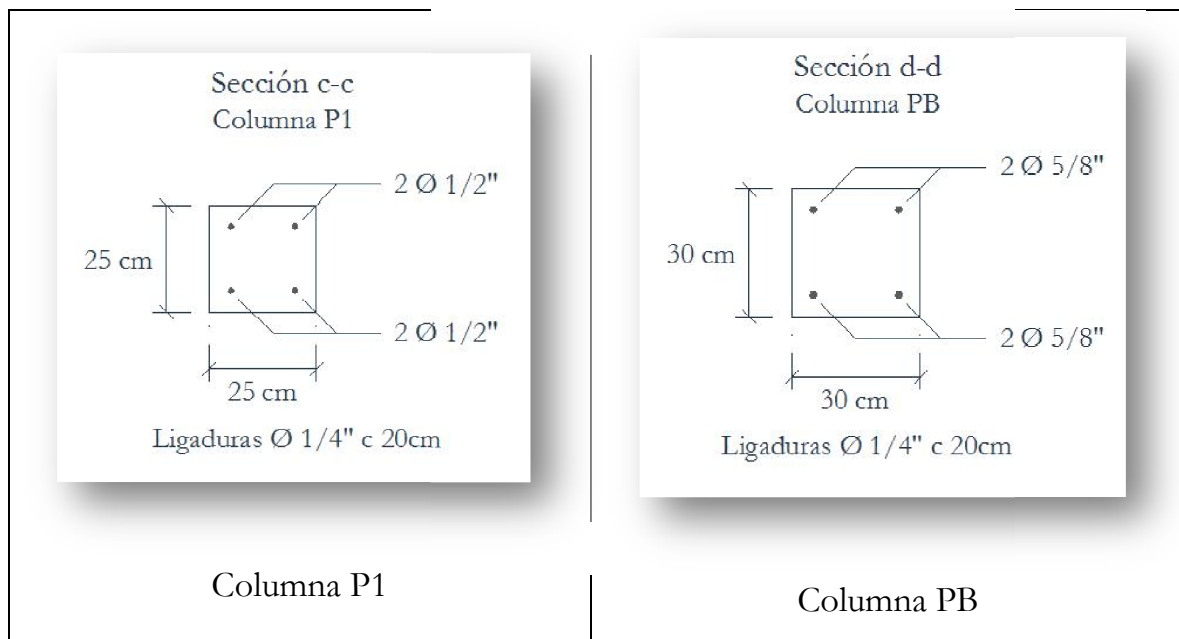 Sección c-c
Columna P1
2 Ø 1/2"
25 cm
2 Ø 1/2"
25 cm
Ligaduras Ø 1/4" c 20cm
Columna P1
Sección d-d
Columna PB
2 Ø 5/8"
30 cm
2 Ø 5/8"
30 cm
Ligaduras Ø 1/4" c 20cm
Columna PB